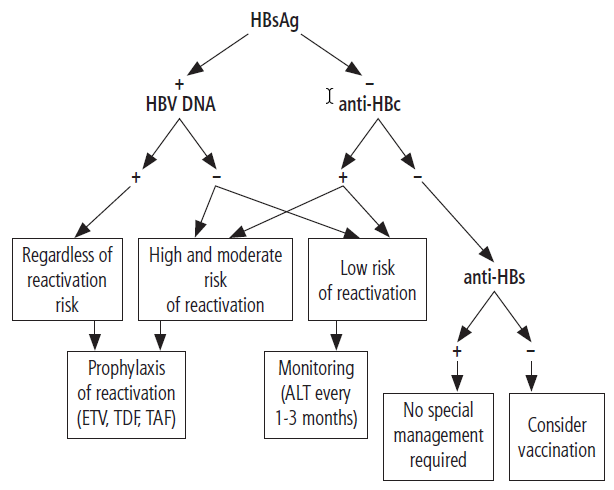 HBsAg
+
–
HBV DNA
anti-HBc
+
–
+
–
Regardless of
reactivation
risk
High and moderate
risk
of reactivation
Low risk
of reactivation
anti-HBs
Prophylaxis
of reactivation
(ETV, TDF, TAF)
Monitoring
(ALT every
1-3 months)
+
–
No special
management
required
Consider
vaccination